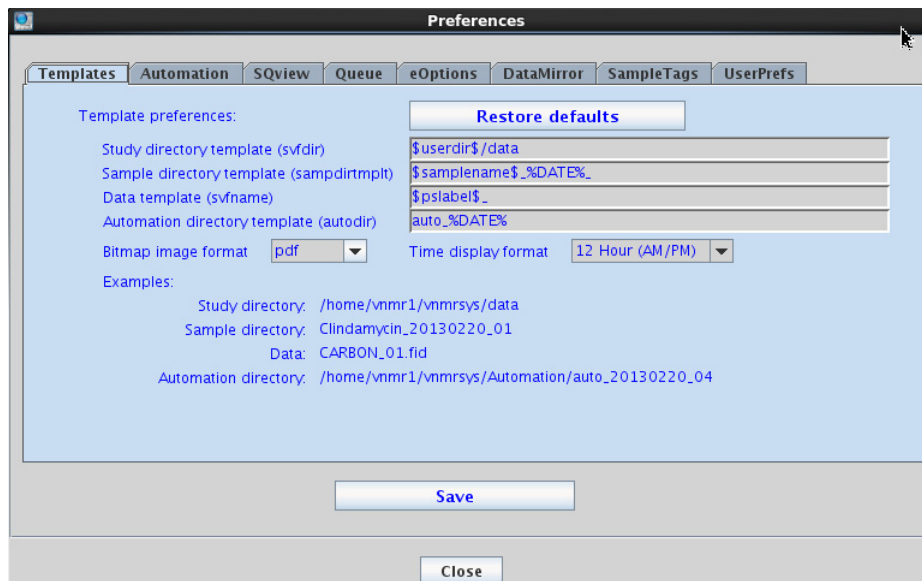 Preferences
Templates Automation SQview Queue eOptions DataMirror SampleTags UserPrefs
Template preferences: Restore defaults
Study directory template (svfdir) $userdir$/data
Sample directory template (sampdirtmplt) $samplename$_%DATE%_
Data template (svfname) $pslabel$_
Automation directory template (autodir) auto_%DATE%
Bitmap image format pdf Time display format 12 Hour (AM/PM)
Examples:
Study directory: /home/vnmr1/vnmrsys/data
Sample directory: Clindamycin_20130220_01
Data: CARBON_01.fid
Automation directory: /home/vnmr1/vnmrsys/Automation/auto_20130220_04
Save
Close